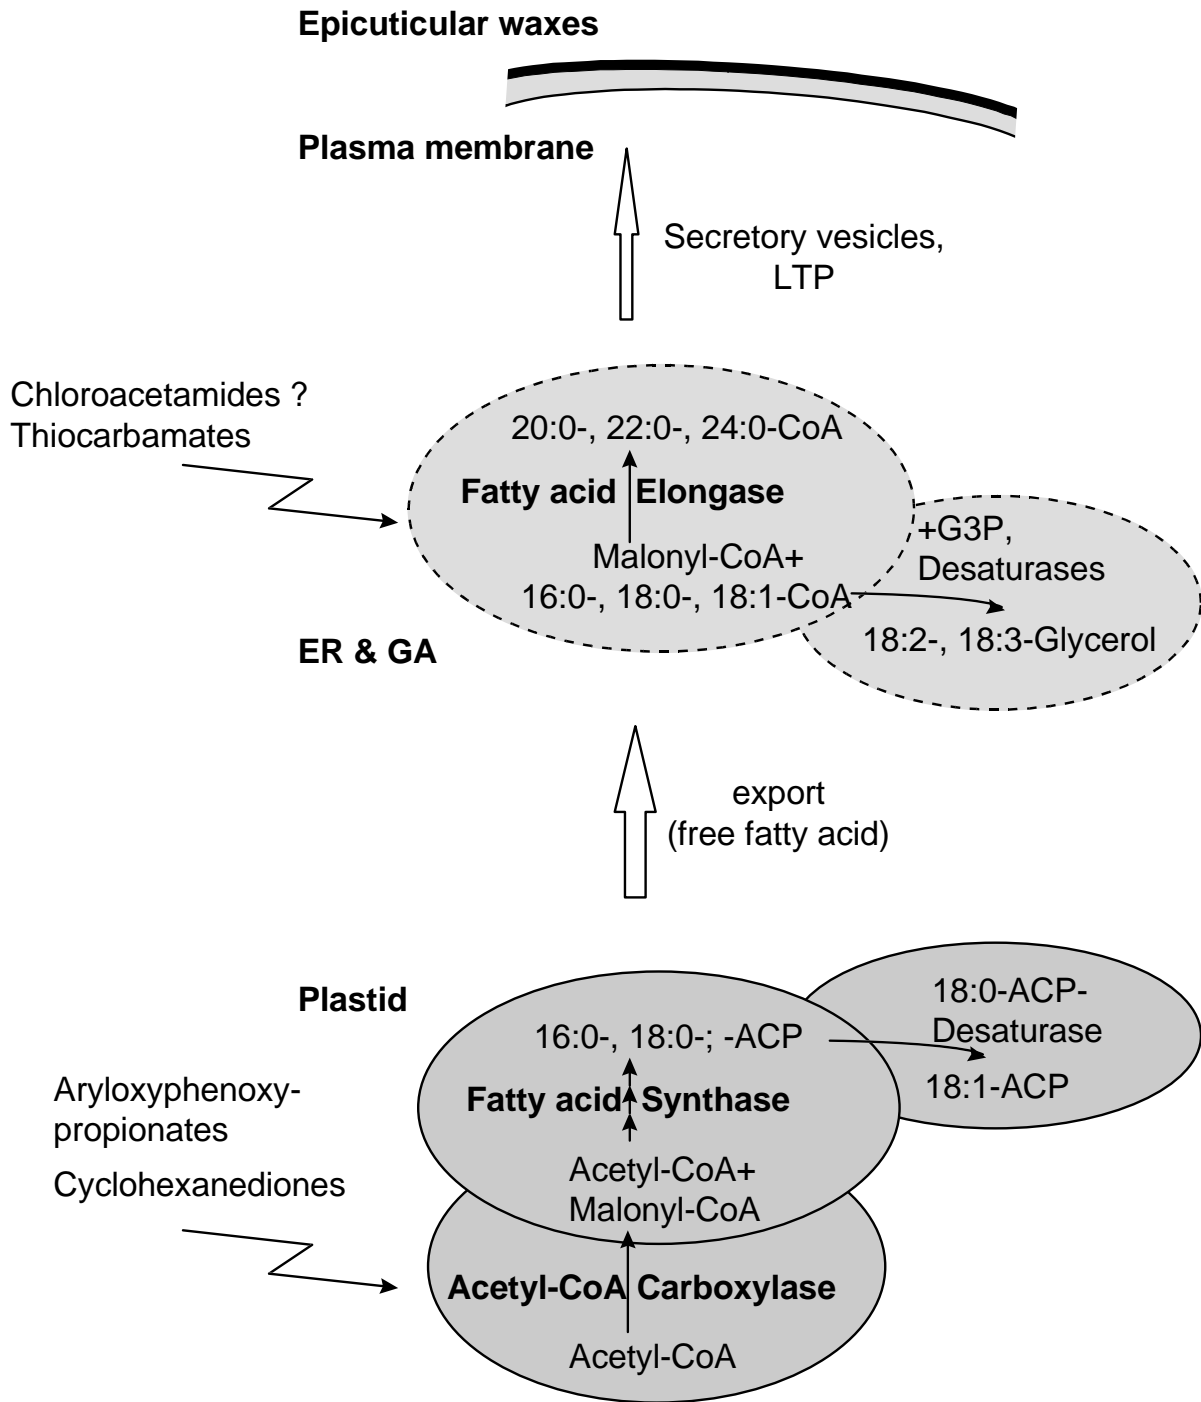 Epicuticular waxes
Plasma membrane
Secretory vesicles,
LTP
Chloroacetamides ?
Thiocarbamates
20:0-, 22:0-, 24:0-CoA
Fatty acid Elongase
Malonyl-CoA+
16:0-, 18:0-, 18:1-CoA
+G3P,
Desaturases
18:2-, 18:3-Glycerol
ER & GA
export
(free fatty acid)
Plastid
16:0-, 18:0-; -ACP
18:0-ACP-
Desaturase
18:1-ACP
Fatty acid Synthase
Aryloxyphenoxy-
propionates
Cyclohexanediones
Acetyl-CoA+
Malonyl-CoA
Acetyl-CoA Carboxylase
Acetyl-CoA